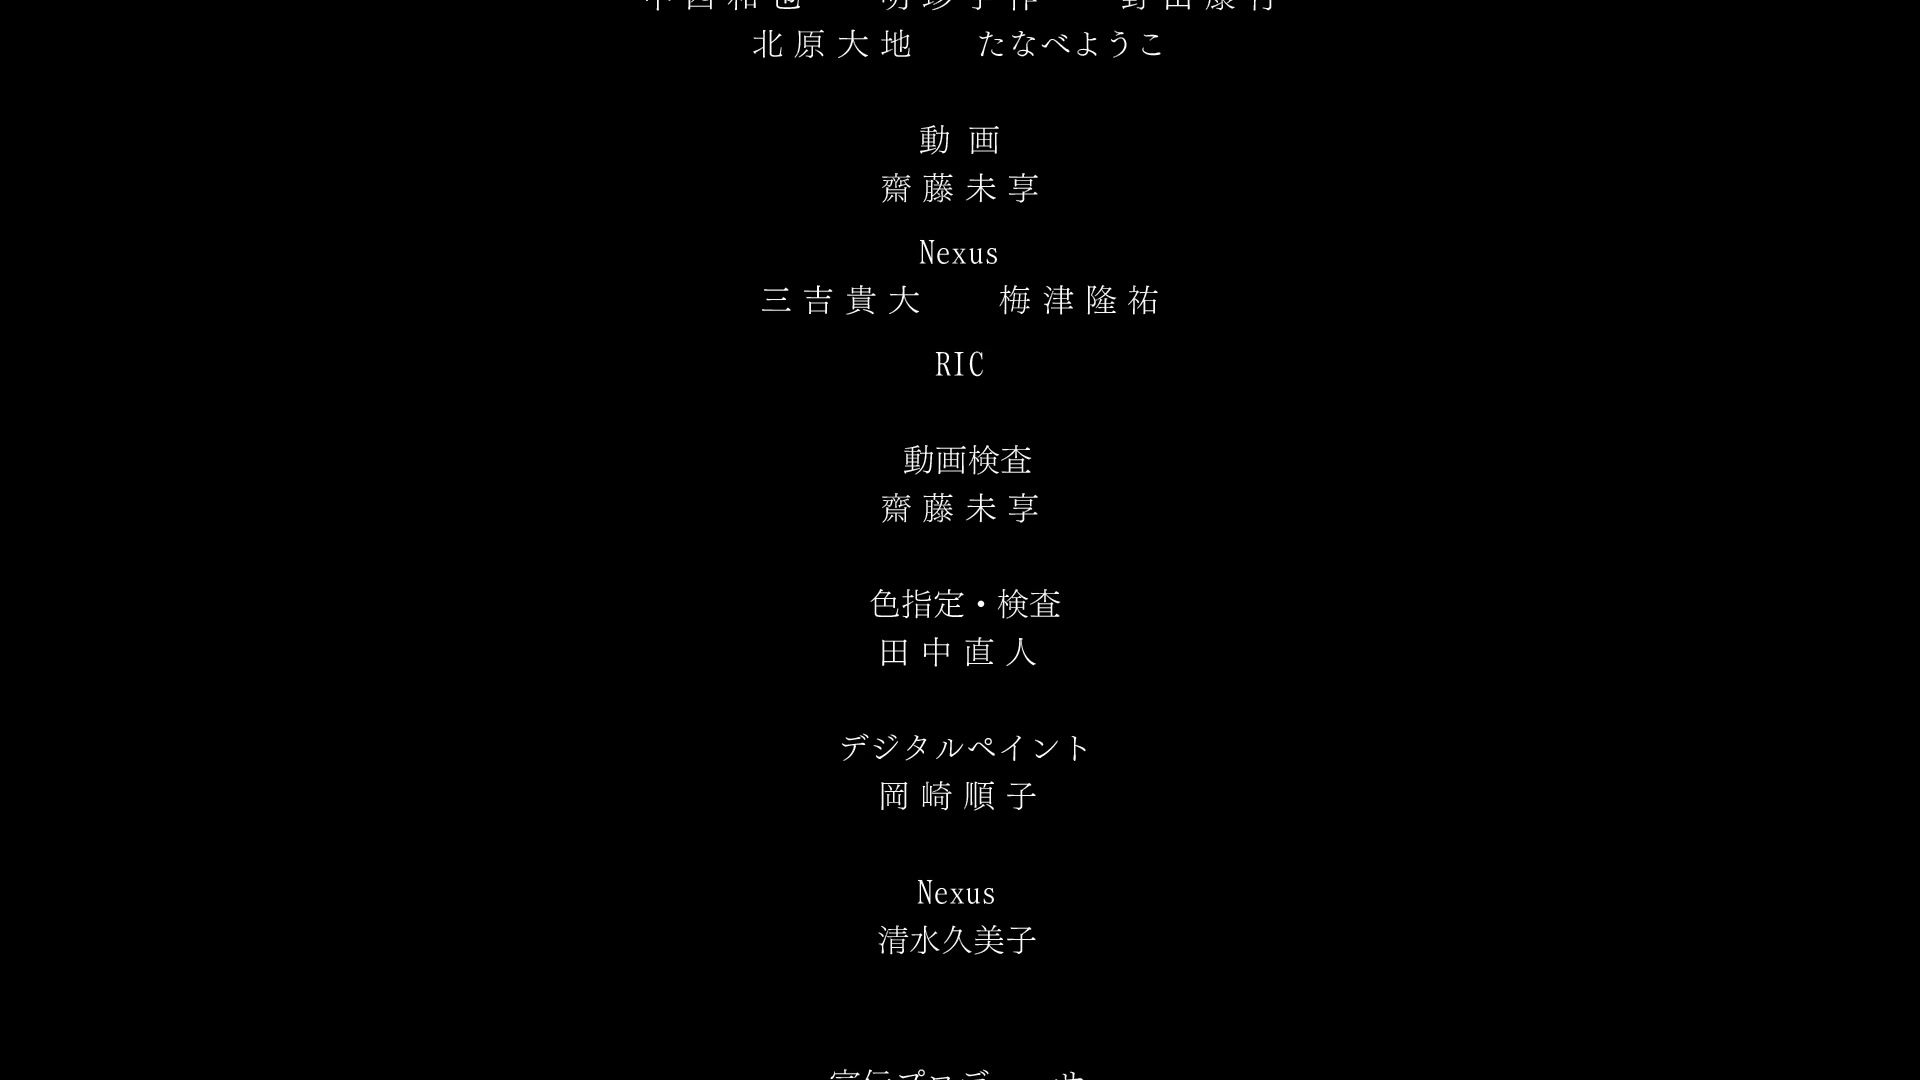 北原大地　たなべようこ
動 画
齋藤未享
Nexus
三吉貴大　梅津隆祐
RIC
動画検査
齋藤未享
色指定・検査
田中直人
デジタルペイント
岡崎順子
Nexus
清水久美子